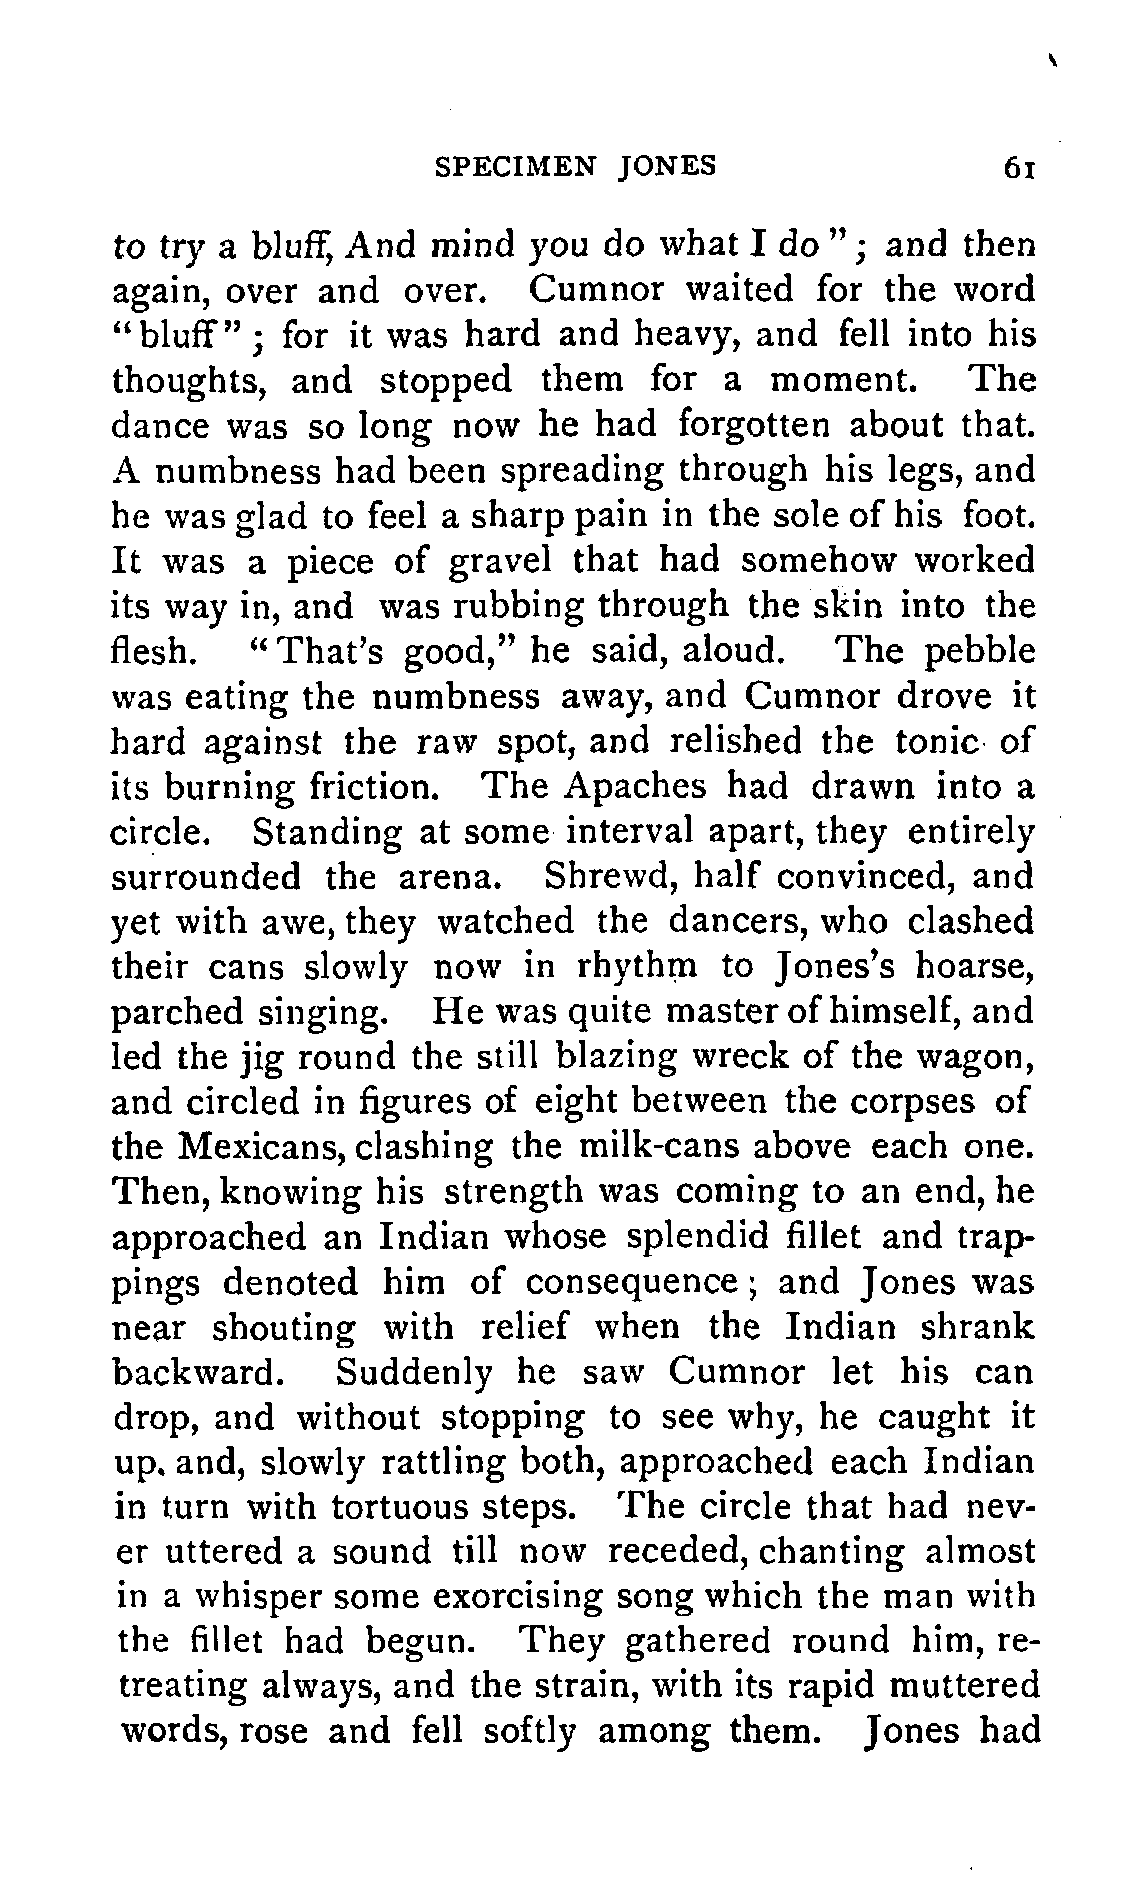 SPECIMEN JONES 61
to try a bluff, And mind you do what I do" ; and then
again, over and over. Cumnor waited for the word
"bluff" ; for it was hard and heavy, and fell into his
thoughts, and stopped them for a moment. The
dance was so long now he had forgotten about that.
A numbness had been spreading through his legs, and
he was glad to feel a sharp pain in the sole of his foot.
It was a piece of gravel that had somehow worked
its way in, and was rubbing through the skin into the
flesh. "That's good," he said, aloud. The pebble
was eating the numbness away, and Cumnor drove it
hard against the raw spot, and relished the tonic of
its burning friction. The Apaches had drawn into a
circle. Standing at some interval apart, they entirely
surrounded the arena. Shrewd, half convinced, and
yet with awe, they watched the dancers, who clashed
their cans slowly now in rhythm to Jones's hoarse,
parched singing. He was quite master of himself, and
led the jig round the still blazing wreck of the wagon,
and circled in figures of eight between the corpses of
the Mexicans, clashing the milk-cans above each one.
Then, knowing his strength was coming to an end, he
approached an Indian whose splendid fillet and trap-
pings denoted him of consequence ; and Jones was
near shouting with relief when the Indian shrank
backward. Suddenly he saw Cumnor let his can
drop, and without stopping to see why, he caught it
up. and, slowly rattling both, approached each Indian
in turn with tortuous steps. The circle that had nev-
er uttered a sound till now receded, chanting almost
in a whisper some exorcising song which the man with
the fillet had begun. They gathered round him, re-
treating always, and the strain, with its rapid muttered
words, rose and fell softly among them. Jones had